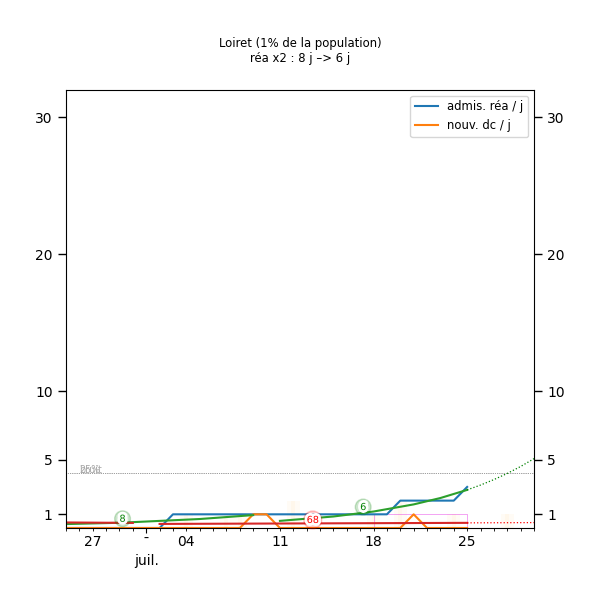 Loiret (1% de la population)
réa x2 : 8 j –> 6 j
admis. réa / j
nouv. dc / j
30 30
20 20
10 10
5 5
1 1
8
68
6
27 - 04 11 18 25
juil.